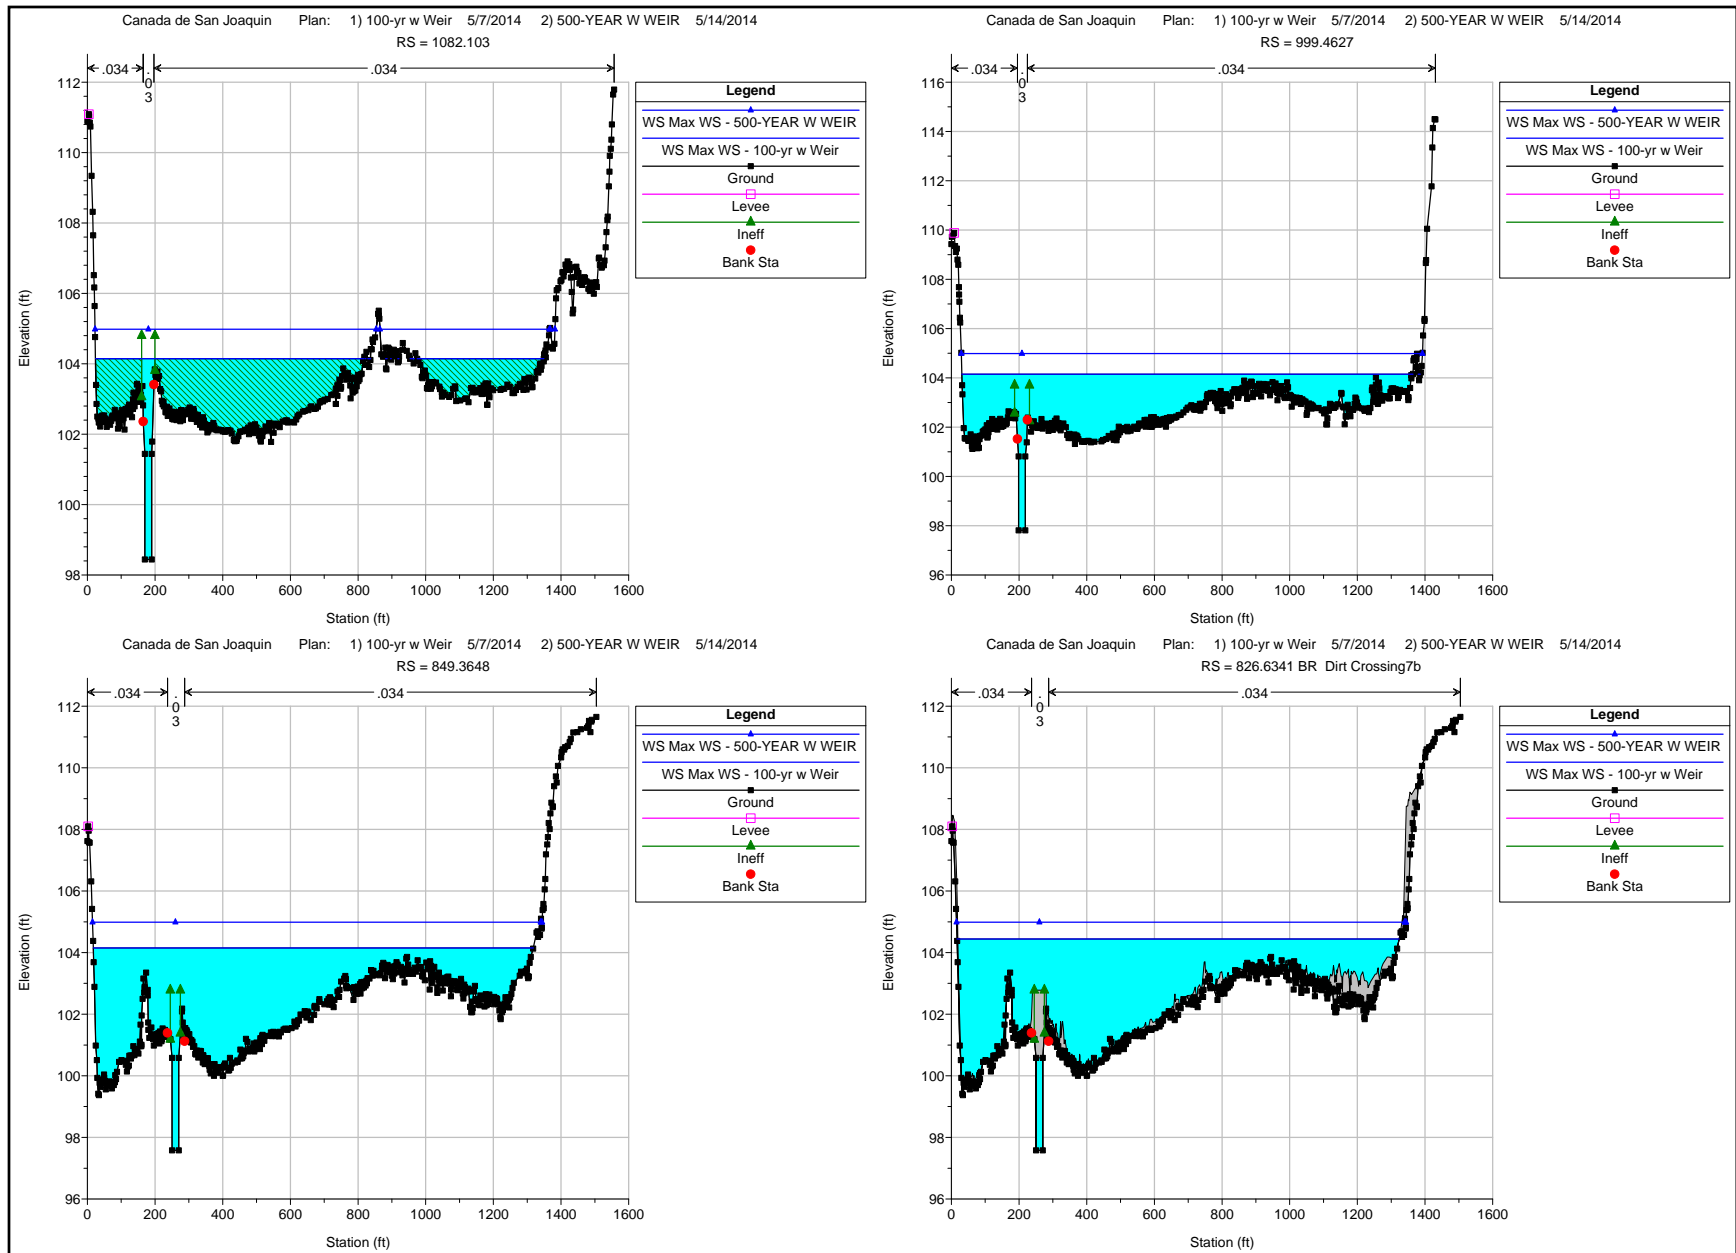 Canada de San Joaquin Plan: 1) 100-yr w Weir 5/7/2014 2) 500-YEAR W WEIR 5/14/2014
RS = 1082.103
.034 .03 .034
Elevation (ft)
112
110
108
106
104
102
100
98
0 200 400 600 800 1000 1200 1400 1600
Station (ft)
Legend
WS Max WS - 500-YEAR W WEIR
WS Max WS - 100-yr w Weir
Ground
Levee
Ineff
Bank Sta
Canada de San Joaquin Plan: 1) 100-yr w Weir 5/7/2014 2) 500-YEAR W WEIR 5/14/2014
RS = 999.4627
.034 .03 .034
Elevation (ft)
116
114
112
110
108
106
104
102
100
98
96
0 200 400 600 800 1000 1200 1400 1600
Station (ft)
Legend
WS Max WS - 500-YEAR W WEIR
WS Max WS - 100-yr w Weir
Ground
Levee
Ineff
Bank Sta
Canada de San Joaquin Plan: 1) 100-yr w Weir 5/7/2014 2) 500-YEAR W WEIR 5/14/2014
RS = 849.3648
.034 .03 .034
Elevation (ft)
112
110
108
106
104
102
100
98
96
0 200 400 600 800 1000 1200 1400 1600
Station (ft)
Legend
WS Max WS - 500-YEAR W WEIR
WS Max WS - 100-yr w Weir
Ground
Levee
Ineff
Bank Sta
Canada de San Joaquin Plan: 1) 100-yr w Weir 5/7/2014 2) 500-YEAR W WEIR 5/14/2014
RS = 826.6341 BR Dirt Crossing7b
.034 .03 .034
Elevation (ft)
112
110
108
106
104
102
100
98
96
0 200 400 600 800 1000 1200 1400 1600
Station (ft)
Legend
WS Max WS - 500-YEAR W WEIR
WS Max WS - 100-yr w Weir
Ground
Levee
Ineff
Bank Sta